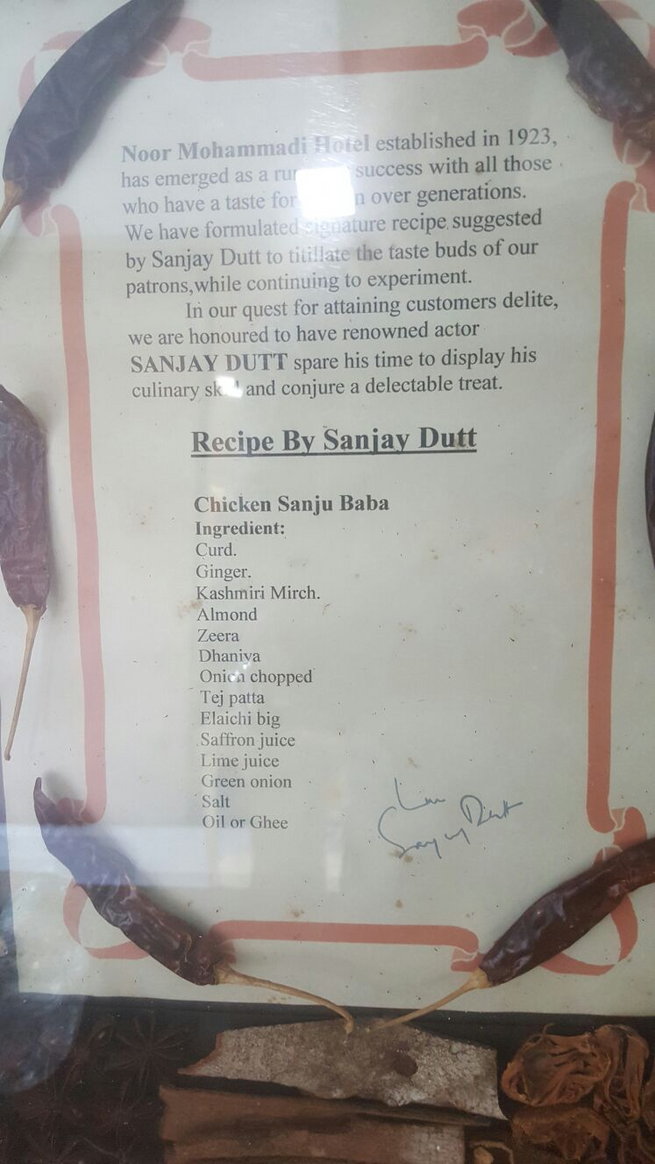 Noor Mohammadi Hotel established in 1923,
has emerged as a success with all those
who have a taste for over generations.
We have formulated signature recipe suggested
by Sanjay Dutt to titillate the taste buds of our
patrons,while continuing to experiment.
In our quest for attaining customers delite,
we are honoured to have renowned actor
SANJAY DUTT spare his time to display his
culinary skill and conjure a delectable treat.
Recipe By Sanjay Dutt
Chicken Sanju Baba
Ingredient:
Curd.
Ginger.
Kashmiri Mirch.
Almond
Zeera
Dhaniya
Onion chopped
Tej patta
Elaichi big
Saffron juice
Lime juice
Green onion
Salt
Oil or Ghee
Sanjay Dutt